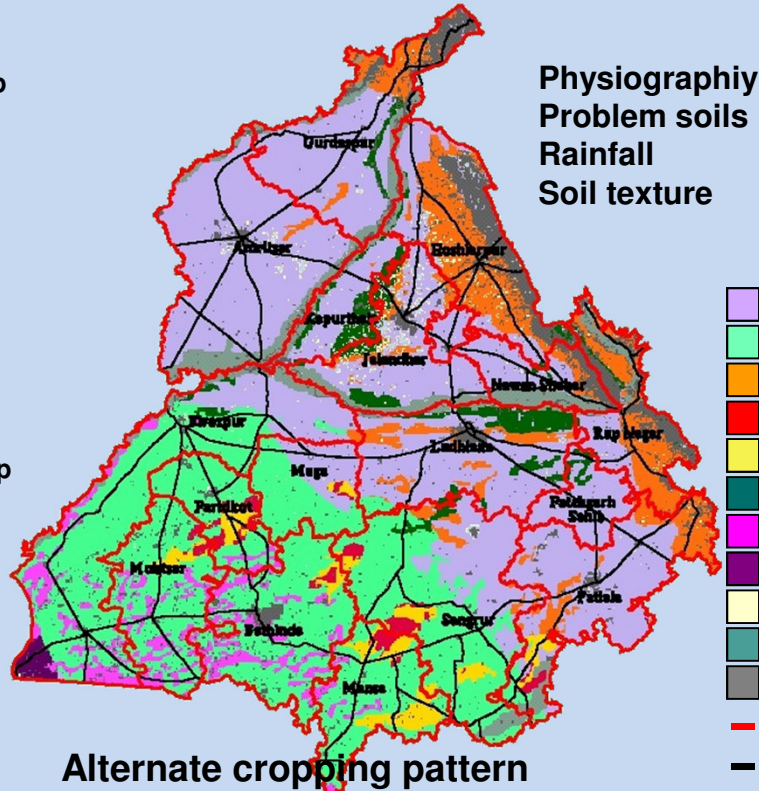 p
Physiographiy
Problem soils
Rainfall
Soil texture
Gurdaspur
Amritsar
Hoshiarpur
Kapurthala
Jalandhar
Nawan Shahar
Firozpur
Ludhiana
Rup Nagar
p
Moga
Faridkot
Fatehgarh
Sahib
Muktsar
Patiala
Sangrur
Bathinda
Mansa
Alternate cropping pattern